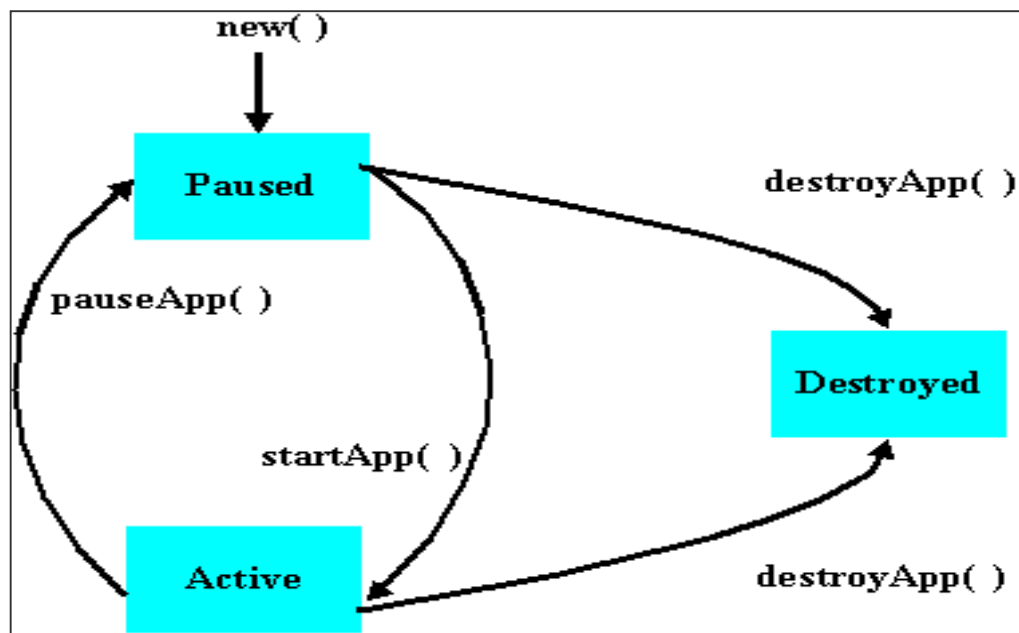 new( )
Paused
destroyApp( )
pauseApp( )
Destroyed
startApp( )
Active
destroyApp( )